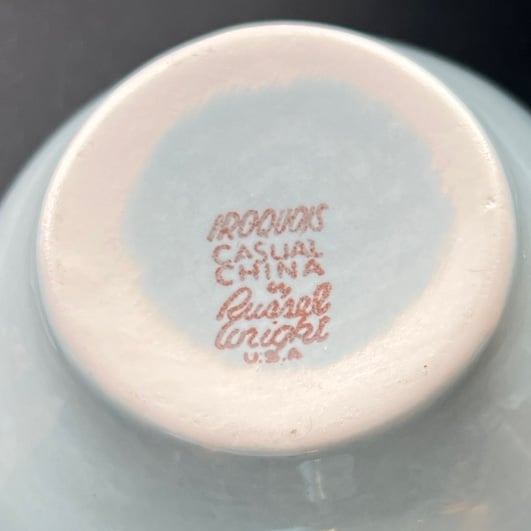 IROQUOIS
CASUAL
CHINA
by
Russel
Wright
U.S.A